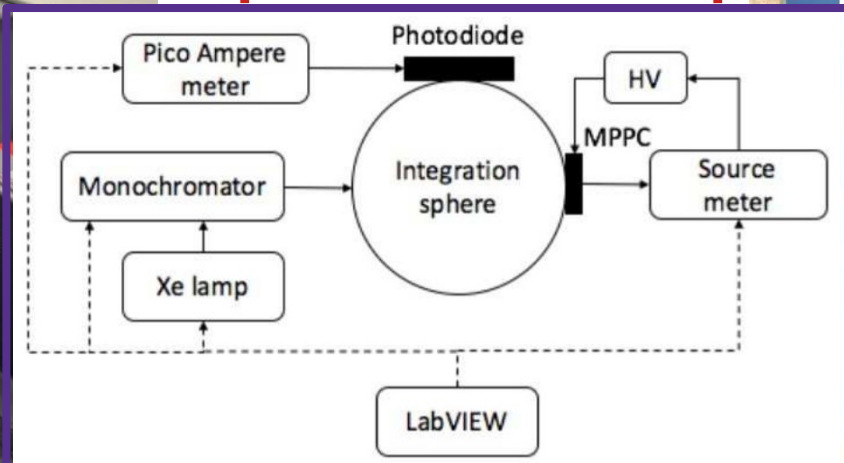 Photodiode
Pico Ampere
meter
HV
MPPC
Monochromator
Integration
sphere
Source
meter
Xe lamp
LabVIEW